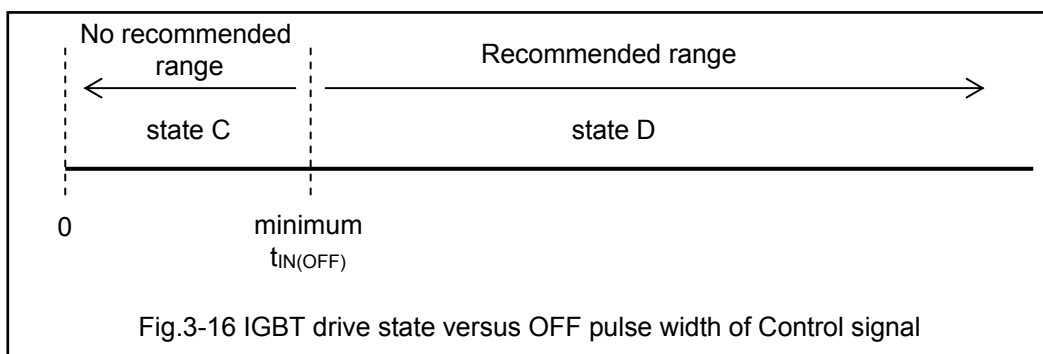 No recommended
range
Recommended range
state C
state D
0
minimum
tIN(OFF)
Fig.3-16 IGBT drive state versus OFF pulse width of Control signal